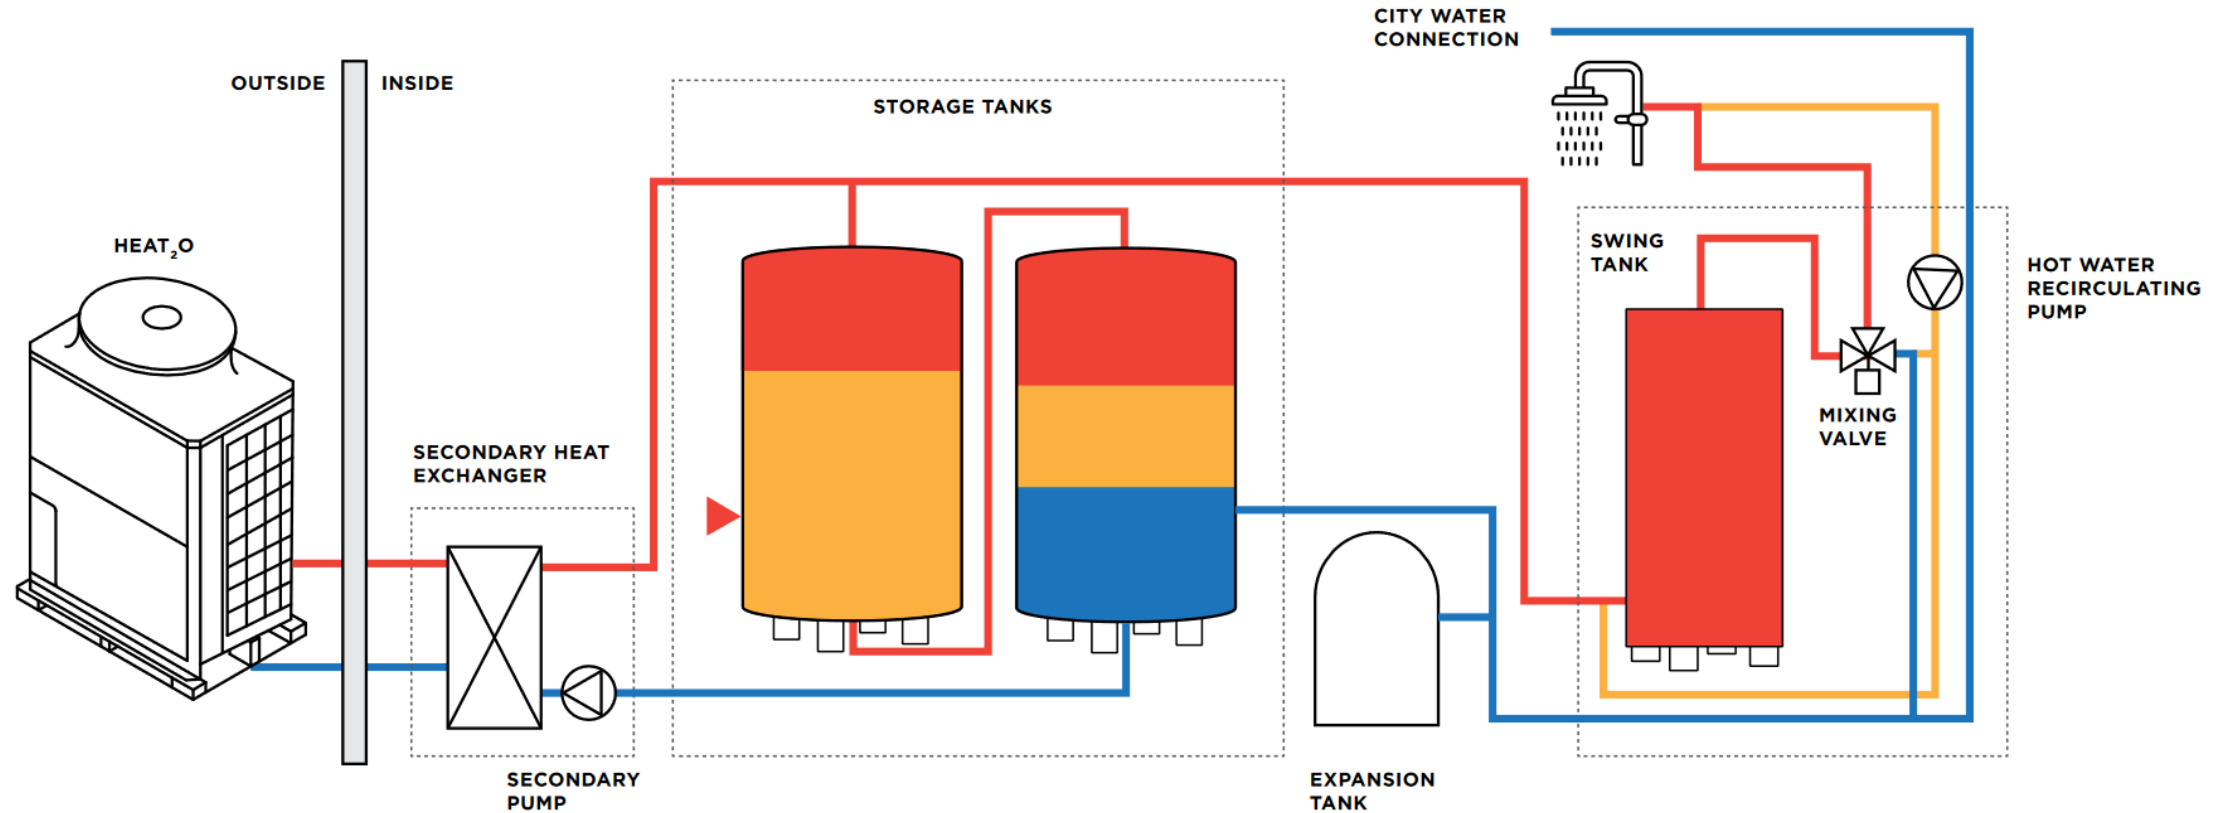 CITY WATER
CONNECTION
OUTSIDE
INSIDE
STORAGE TANKS
HEAT₂O
SWING
TANK
HOT WATER
RECIRCULATING
PUMP
MIXING
VALVE
SECONDARY HEAT
EXCHANGER
SECONDARY
PUMP
EXPANSION
TANK